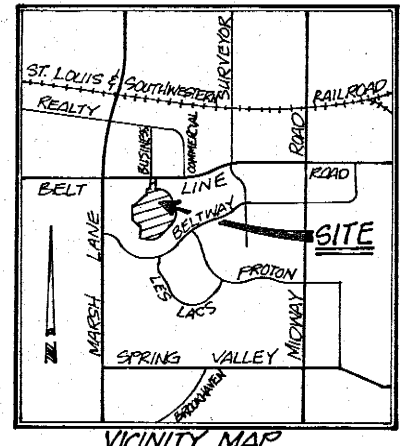 SURVEYOR
ST. LOUIS & SOUTHWESTERN RAILROAD
REALTY
BUSINESS
COMMERCIAL
ROAD
BELT LINE ROAD
BELTWAY
SITE
MARSH LANE
LES LACS
PROTON
MIDWAY
SPRING VALLEY
BROOKHAVEN
VICINITY MAP